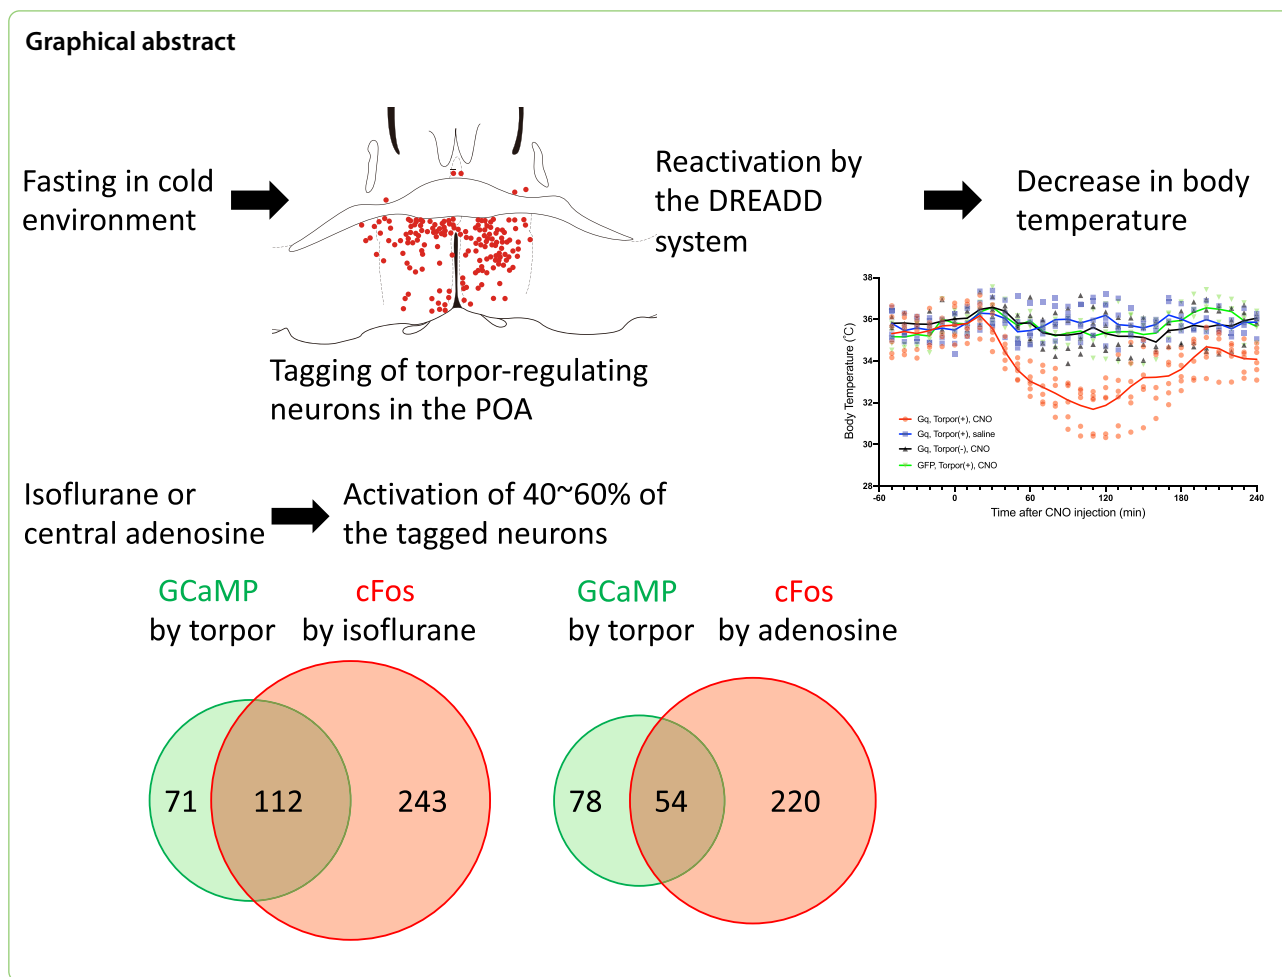 Graphical abstract
Fasting in cold
environment
Tagging of torpor-regulating
neurons in the POA
Reactivation by
the DREADD
system
Decrease in body
temperature
38
36
34
32
30
28
Body Temperature (°C)
Gq, Torpor(+), CNO
Gq, Torpor(+), saline
Gq, Torpor(-), CNO
GFP, Torpor(+), CNO
-60
0
60
120
180
240
Time after CNO injection (min)
Isoflurane or
central adenosine
Activation of 40~60% of
the tagged neurons
GCaMP
by torpor
cFos
by isoflurane
71
112
243
GCaMP
by torpor
cFos
by adenosine
78
54
220